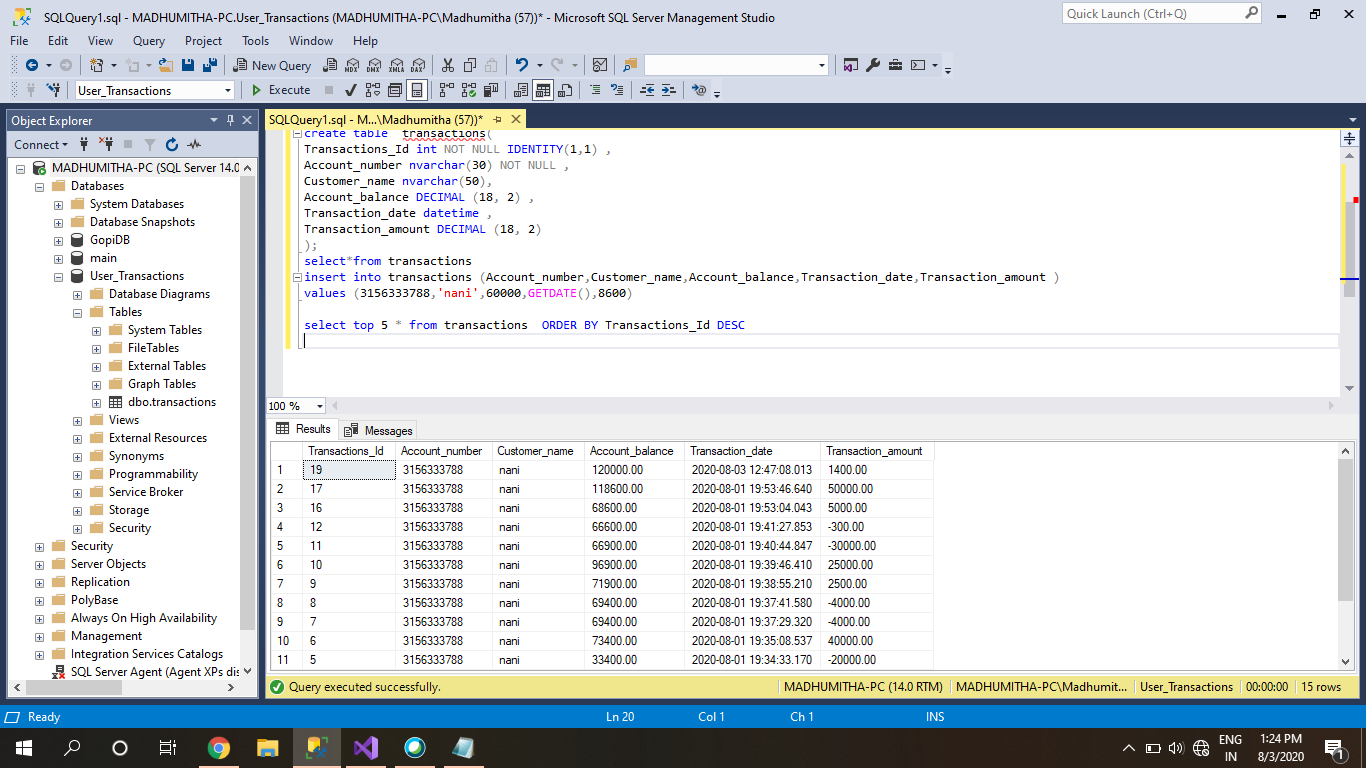 SQLQuery1.sql - MADHUMITHA-PC.User_Transactions (MADHUMITHA-PC\Madhumitha (57))* - Microsoft SQL Server Management Studio
Quick Launch (Ctrl+Q)
File Edit View Query Project Tools Window Help
New Query MDX DMX XMLA DAX
User_Transactions Execute
Object Explorer
SQLQuery1.sql - M...\Madhumitha (57))*
Connect
MADHUMITHA-PC (SQL Server 14.0
Databases
System Databases
Database Snapshots
GopiDB
main
User_Transactions
Database Diagrams
Tables
System Tables
FileTables
External Tables
Graph Tables
dbo.transactions
Views
External Resources
Synonyms
Programmability
Service Broker
Storage
Security
Security
Server Objects
Replication
PolyBase
Always On High Availability
Management
Integration Services Catalogs
SQL Server Agent (Agent XPs dis
create table  transactions(
Transactions_Id int NOT NULL IDENTITY(1,1) ,
Account_number nvarchar(30) NOT NULL ,
Customer_name nvarchar(50),
Account_balance DECIMAL (18, 2) ,
Transaction_date datetime ,
Transaction_amount DECIMAL (18, 2)
);
select*from transactions
insert into transactions (Account_number,Customer_name,Account_balance,Transaction_date,Transaction_amount )
values (3156333788,'nani',60000,GETDATE(),8600)
select top 5 * from transactions  ORDER BY Transactions_Id DESC
100 %
Results Messages
Transactions_Id Account_number Customer_name Account_balance Transaction_date Transaction_amount
1 19 3156333788 nani 120000.00 2020-08-03 12:47:08.013 1400.00
2 17 3156333788 nani 118600.00 2020-08-01 19:53:46.640 50000.00
3 16 3156333788 nani 68600.00 2020-08-01 19:53:04.043 5000.00
4 12 3156333788 nani 66600.00 2020-08-01 19:41:27.853 -300.00
5 11 3156333788 nani 66900.00 2020-08-01 19:40:44.847 -30000.00
6 10 3156333788 nani 96900.00 2020-08-01 19:39:46.410 25000.00
7 9 3156333788 nani 71900.00 2020-08-01 19:38:55.210 2500.00
8 8 3156333788 nani 69400.00 2020-08-01 19:37:41.580 -4000.00
9 7 3156333788 nani 69400.00 2020-08-01 19:37:29.320 -4000.00
10 6 3156333788 nani 73400.00 2020-08-01 19:35:08.537 40000.00
11 5 3156333788 nani 33400.00 2020-08-01 19:34:33.170 -20000.00
Query executed successfully. MADHUMITHA-PC (14.0 RTM) MADHUMITHA-PC\Madhumit... User_Transactions 00:00:00 15 rows
Ready Ln 20 Col 1 Ch 1 INS
ENG
IN
1:24 PM
8/3/2020
1